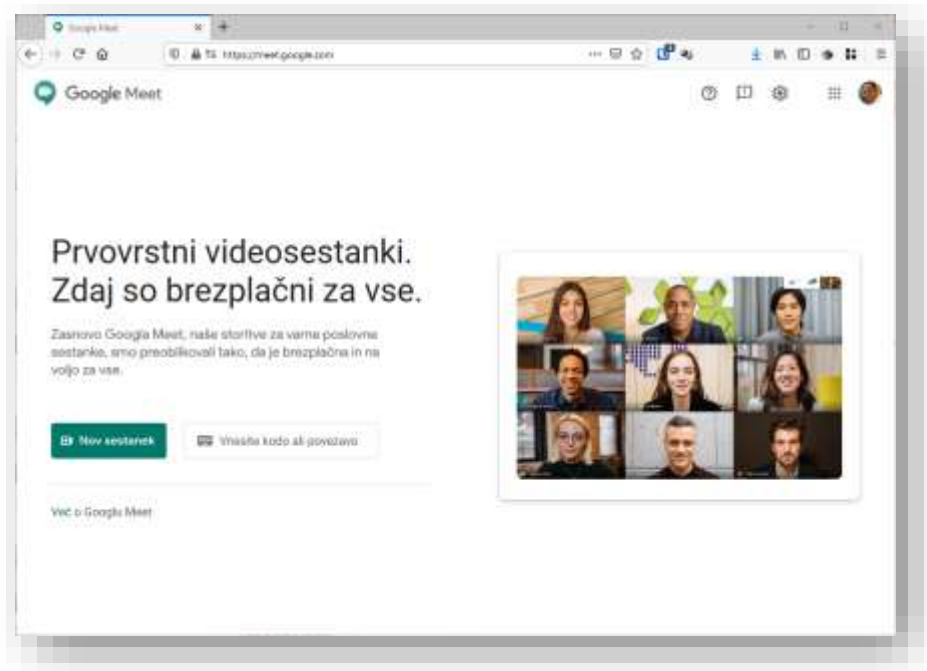 Google Meet
https://meet.google.com
Google Meet
Prvovrstni videosestanki.
Zdaj so brezplačni za vse.
Zasnovo Googla Meet, naše storitve za varne poslovne
sestanke, smo preoblikovali tako, da je brezplačna in na
voljo za vse.
Nov sestanek
Vnesite kodo ali povezavo
Več o Googlu Meet